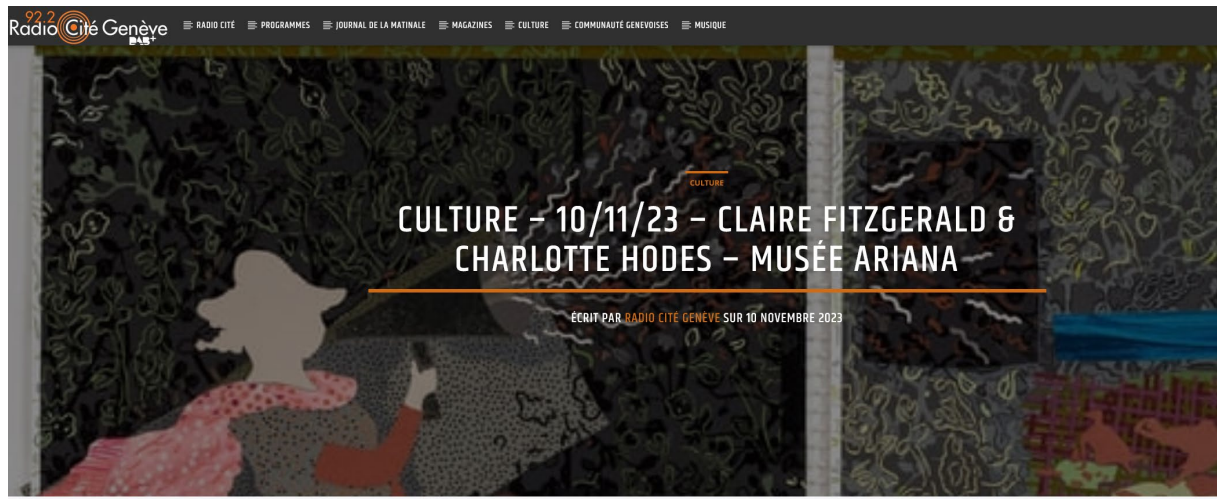 92.2
Radio Cité Genève
DAB+
RADIO CITÉ PROGRAMMES JOURNAL DE LA MATINALE MAGAZINES CULTURE COMMUNAUTÉ GENEVOISES MUSIQUE
CULTURE
CULTURE – 10/11/23 – CLAIRE FITZGERALD &
CHARLOTTE HODES – MUSÉE ARIANA
ÉCRIT PAR RADIO CITÉ GENÈVE SUR 10 NOVEMBRE 2023